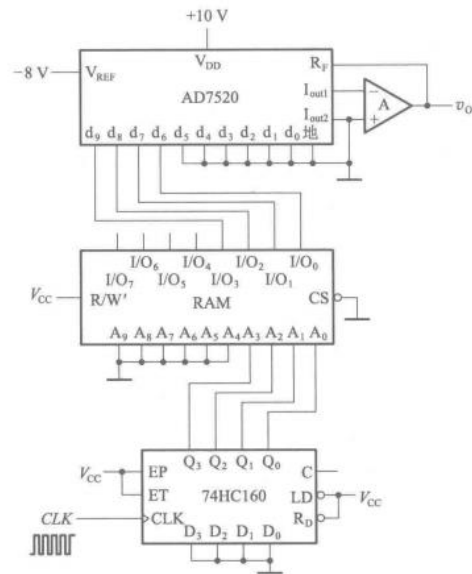 +10 V
−8 V
V_REF V_DD R_F
AD7520 I_out1
I_out2
d₉ d₈ d₇ d₆ d₅ d₄ d₃ d₂ d₁ d₀ 地
− A
+
v_O
I/O₆ I/O₄ I/O₂ I/O₀
I/O₇ I/O₅ I/O₃ I/O₁
V_CC R/W' RAM CS
A₉ A₈ A₇ A₆ A₅ A₄ A₃ A₂ A₁ A₀
Q₃ Q₂ Q₁ Q₀
V_CC EP C
ET 74HC160 LD V_CC
CLK CLK R_D
D₃ D₂ D₁ D₀